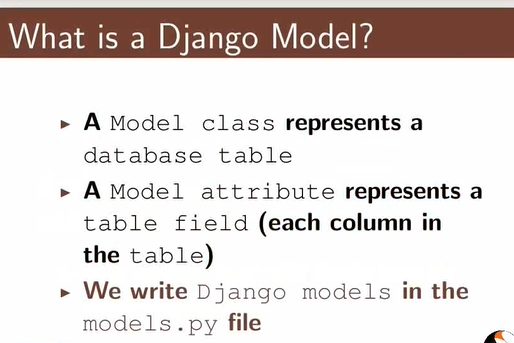 What is a Django Model?
A Model class represents a
database table
A Model attribute represents a
table field (each column in
the table)
We write Django models in the
models.py file